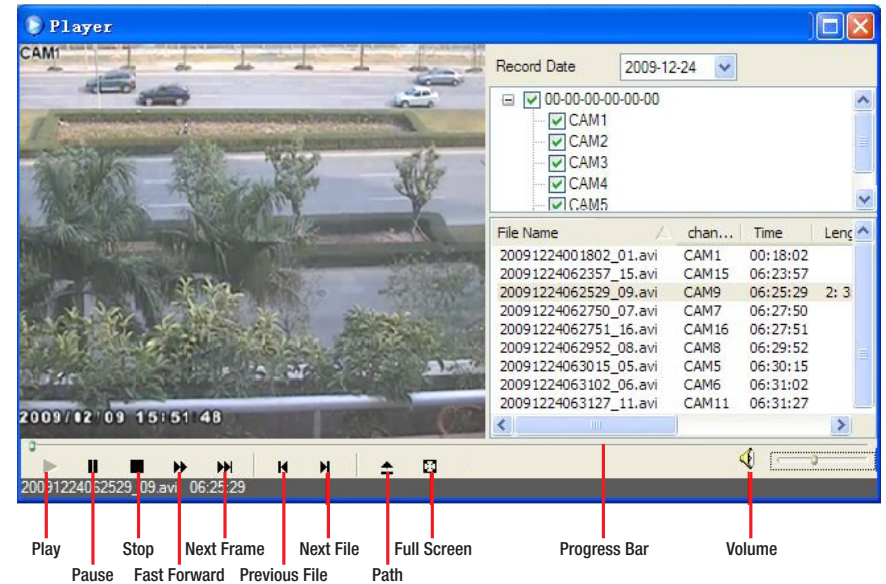 Player
CAM1
Record Date 2009-12-24
00-00-00-00-00-00
CAM1
CAM2
CAM3
CAM4
CAM5
File Name chan... Time Leng
20091224001802_01.avi CAM1 00:18:02
20091224062357_15.avi CAM15 06:23:57
20091224062529_09.avi CAM9 06:25:29 2: 3
20091224062750_07.avi CAM7 06:27:50
20091224062751_16.avi CAM16 06:27:51
20091224062952_08.avi CAM8 06:29:52
20091224063015_05.avi CAM5 06:30:15
20091224063102_06.avi CAM6 06:31:02
20091224063127_11.avi CAM11 06:31:27
2009/02/09 15:51:48
20091224062529_09.avi 06:25:29
Play Stop Next Frame Next File Full Screen Progress Bar Volume
Pause Fast Forward Previous File Path